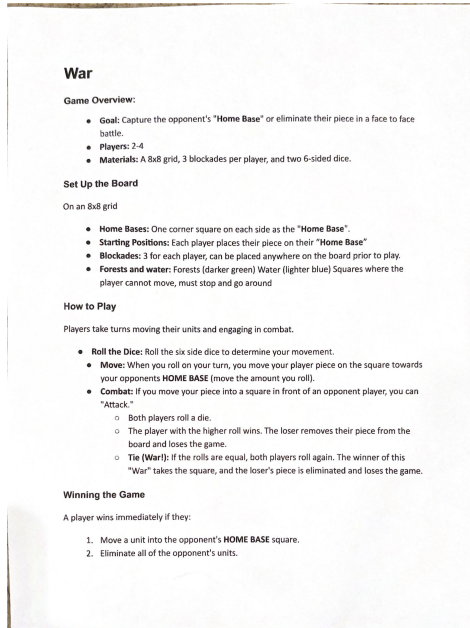 War
Game Overview:
● Goal: Capture the opponent's "Home Base" or eliminate their piece in a face to face
battle.
● Players: 2-4
● Materials: A 8x8 grid, 3 blockades per player, and two 6-sided dice.
Set Up the Board
On an 8x8 grid
● Home Bases: One corner square on each side as the "Home Base".
● Starting Positions: Each player places their piece on their "Home Base"
● Blockades: 3 for each player, can be placed anywhere on the board prior to play.
● Forests and water: Forests (darker green) Water (lighter blue) Squares where the
player cannot move, must stop and go around
How to Play
Players take turns moving their units and engaging in combat.
● Roll the Dice: Roll the six side dice to determine your movement.
● Move: When you roll on your turn, you move your player piece on the square towards
your opponents HOME BASE (move the amount you roll).
● Combat: If you move your piece into a square in front of an opponent player, you can
"Attack."
○ Both players roll a die.
○ The player with the higher roll wins. The loser removes their piece from the
board and loses the game.
○ Tie (War!): If the rolls are equal, both players roll again. The winner of this
"War" takes the square, and the loser's piece is eliminated and loses the game.
Winning the Game
A player wins immediately if they:
1. Move a unit into the opponent's HOME BASE square.
2. Eliminate all of the opponent's units.